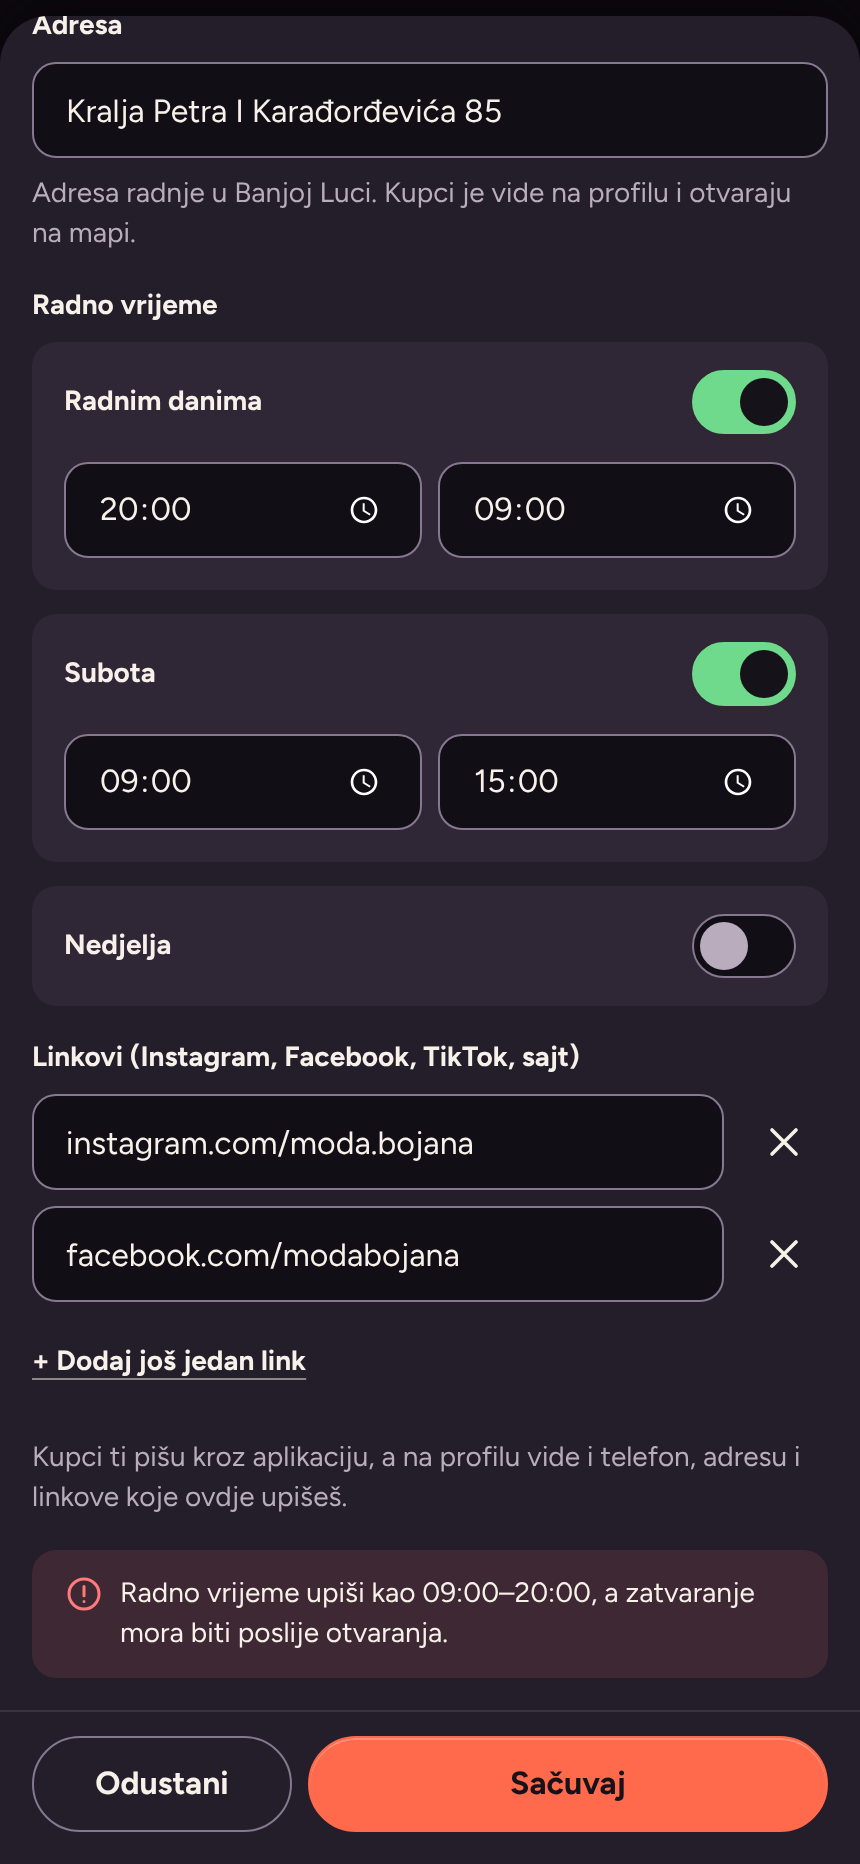 Adresa
Kralja Petra I Karađorđevića 85
Adresa radnje u Banjoj Luci. Kupci je vide na profilu i otvaraju
na mapi.
Radno vrijeme
Radnim danima
20:00
09:00
Subota
09:00
15:00
Nedjelja
Linkovi (Instagram, Facebook, TikTok, sajt)
instagram.com/moda.bojana
facebook.com/modabojana
+ Dodaj još jedan link
Kupci ti pišu kroz aplikaciju, a na profilu vide i telefon, adresu i
linkove koje ovdje upišeš.
Radno vrijeme upiši kao 09:00–20:00, a zatvaranje
mora biti poslije otvaranja.
Odustani
Sačuvaj